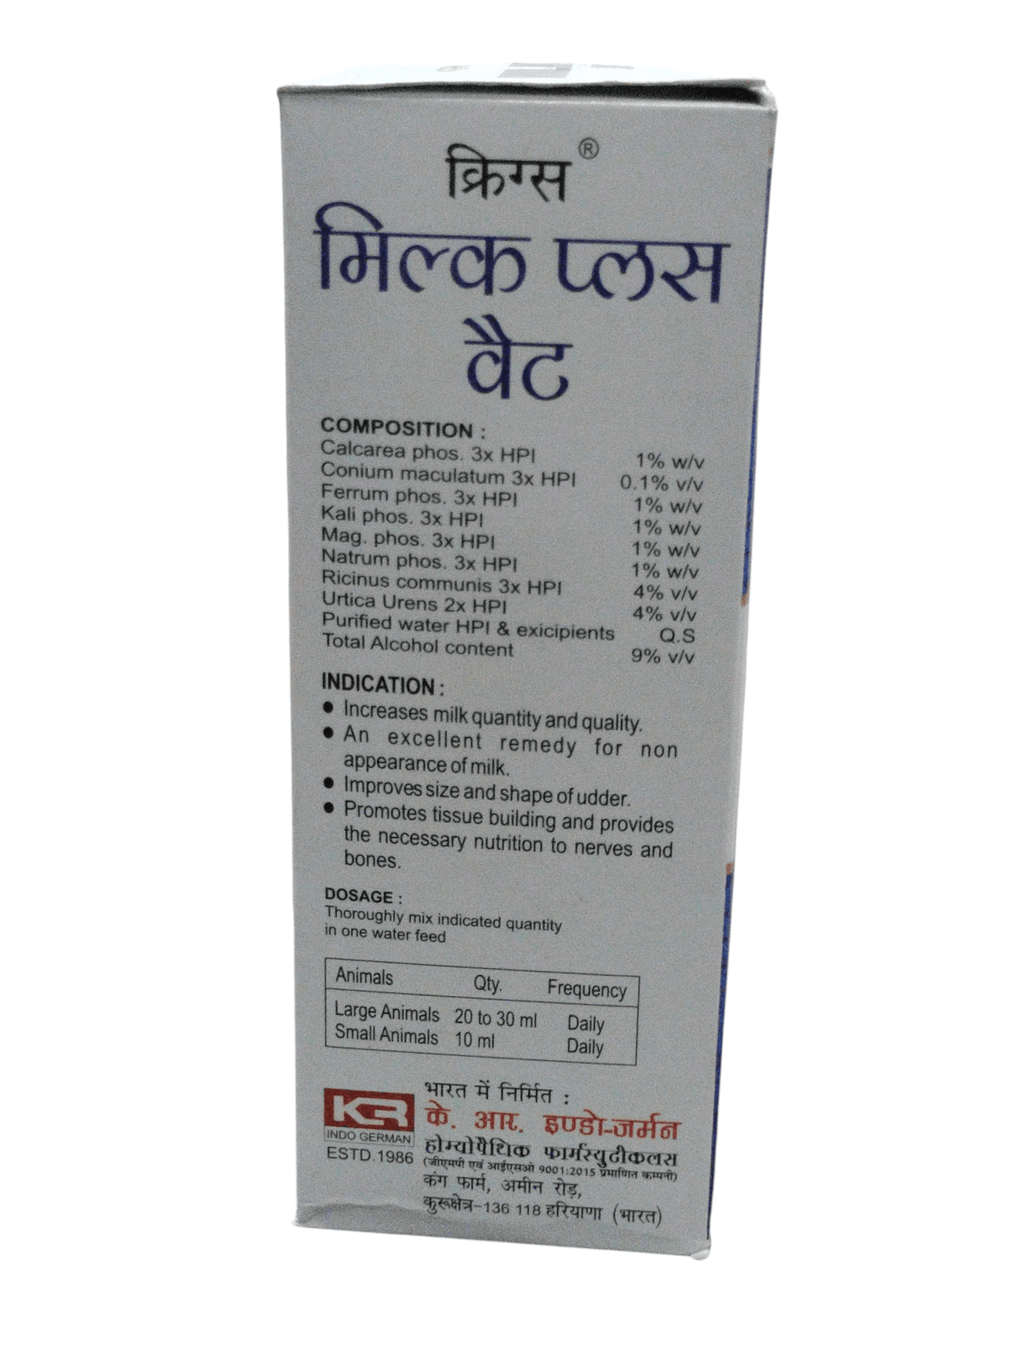 क्रिग्स ®
मिल्क प्लस
वैट
COMPOSITION :
Calcarea phos. 3x HPI 1% w/v
Conium maculatum 3x HPI 0.1% v/v
Ferrum phos. 3x HPI 1% w/v
Kali phos. 3x HPI 1% w/v
Mag. phos. 3x HPI 1% w/v
Natrum phos. 3x HPI 1% w/v
Ricinus communis 3x HPI 4% v/v
Urtica Urens 2x HPI 4% v/v
Purified water HPI & exicipients Q.S
Total Alcohol content 9% v/v
INDICATION :
● Increases milk quantity and quality.
● An excellent remedy for non
appearance of milk.
● Improves size and shape of udder.
● Promotes tissue building and provides
the necessary nutrition to nerves and
bones.
DOSAGE :
Thoroughly mix indicated quantity
in one water feed
Animals Qty. Frequency
Large Animals 20 to 30 ml Daily
Small Animals 10 ml Daily
भारत में निर्मित :
KR के. आर. इण्डो-जर्मन
INDO GERMAN होम्योपैथिक फार्मास्युटीकलस
ESTD.1986 (जीएमपी एवं आईएसओ 9001:2015 प्रमाणित कम्पनी)
कंग फार्म, अमीन रोड़,
कुरूक्षेत्र-136 118 हरियाणा (भारत)